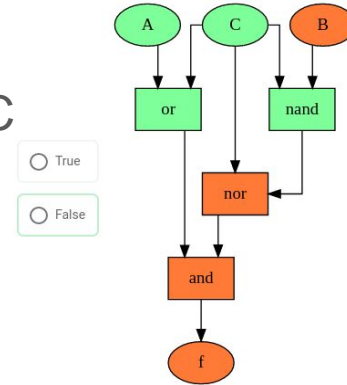 A C B
C
or nand
True
nor
False
and
f